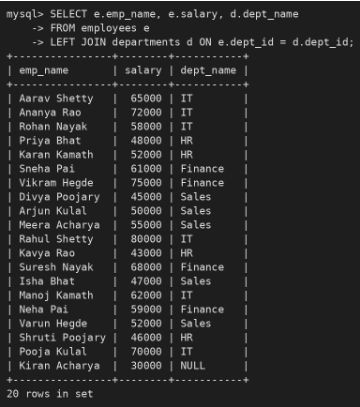 mysql> SELECT e.emp_name, e.salary, d.dept_name
    -> FROM employees e
    -> LEFT JOIN departments d ON e.dept_id = d.dept_id;
+----------------+--------+-----------+
| emp_name       | salary | dept_name |
+----------------+--------+-----------+
| Aarav Shetty   |  65000 | IT        |
| Ananya Rao     |  72000 | IT        |
| Rohan Nayak    |  58000 | IT        |
| Priya Bhat     |  48000 | HR        |
| Karan Kamath   |  52000 | HR        |
| Sneha Pai      |  61000 | Finance   |
| Vikram Hegde   |  75000 | Finance   |
| Divya Poojary  |  45000 | Sales     |
| Arjun Kulal    |  50000 | Sales     |
| Meera Acharya  |  55000 | Sales     |
| Rahul Shetty   |  80000 | IT        |
| Kavya Rao      |  43000 | HR        |
| Suresh Nayak   |  68000 | Finance   |
| Isha Bhat      |  47000 | Sales     |
| Manoj Kamath   |  62000 | IT        |
| Neha Pai       |  59000 | Finance   |
| Varun Hegde    |  52000 | Sales     |
| Shruti Poojary |  46000 | HR        |
| Pooja Kulal    |  70000 | IT        |
| Kiran Acharya  |  30000 | NULL      |
+----------------+--------+-----------+
20 rows in set